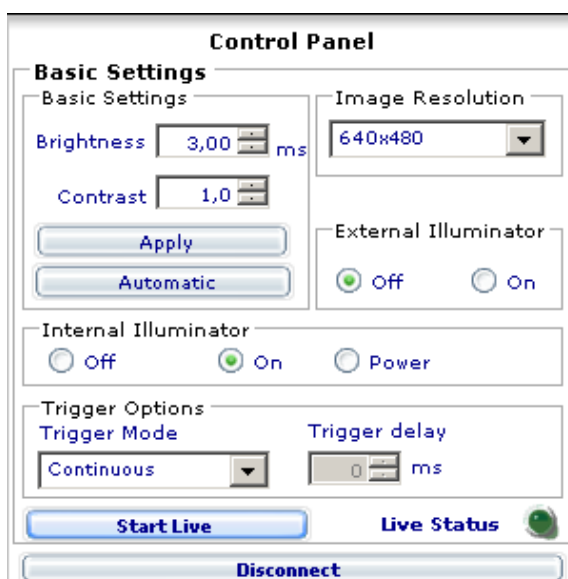 Control Panel
Basic Settings
Basic Settings
Brightness 3,00 ms
Contrast 1,0
Apply
Automatic
Image Resolution
640x480
External Illuminator
Off On
Internal Illuminator
Off On Power
Trigger Options
Trigger Mode Trigger delay
Continuous 0 ms
Start Live Live Status
Disconnect